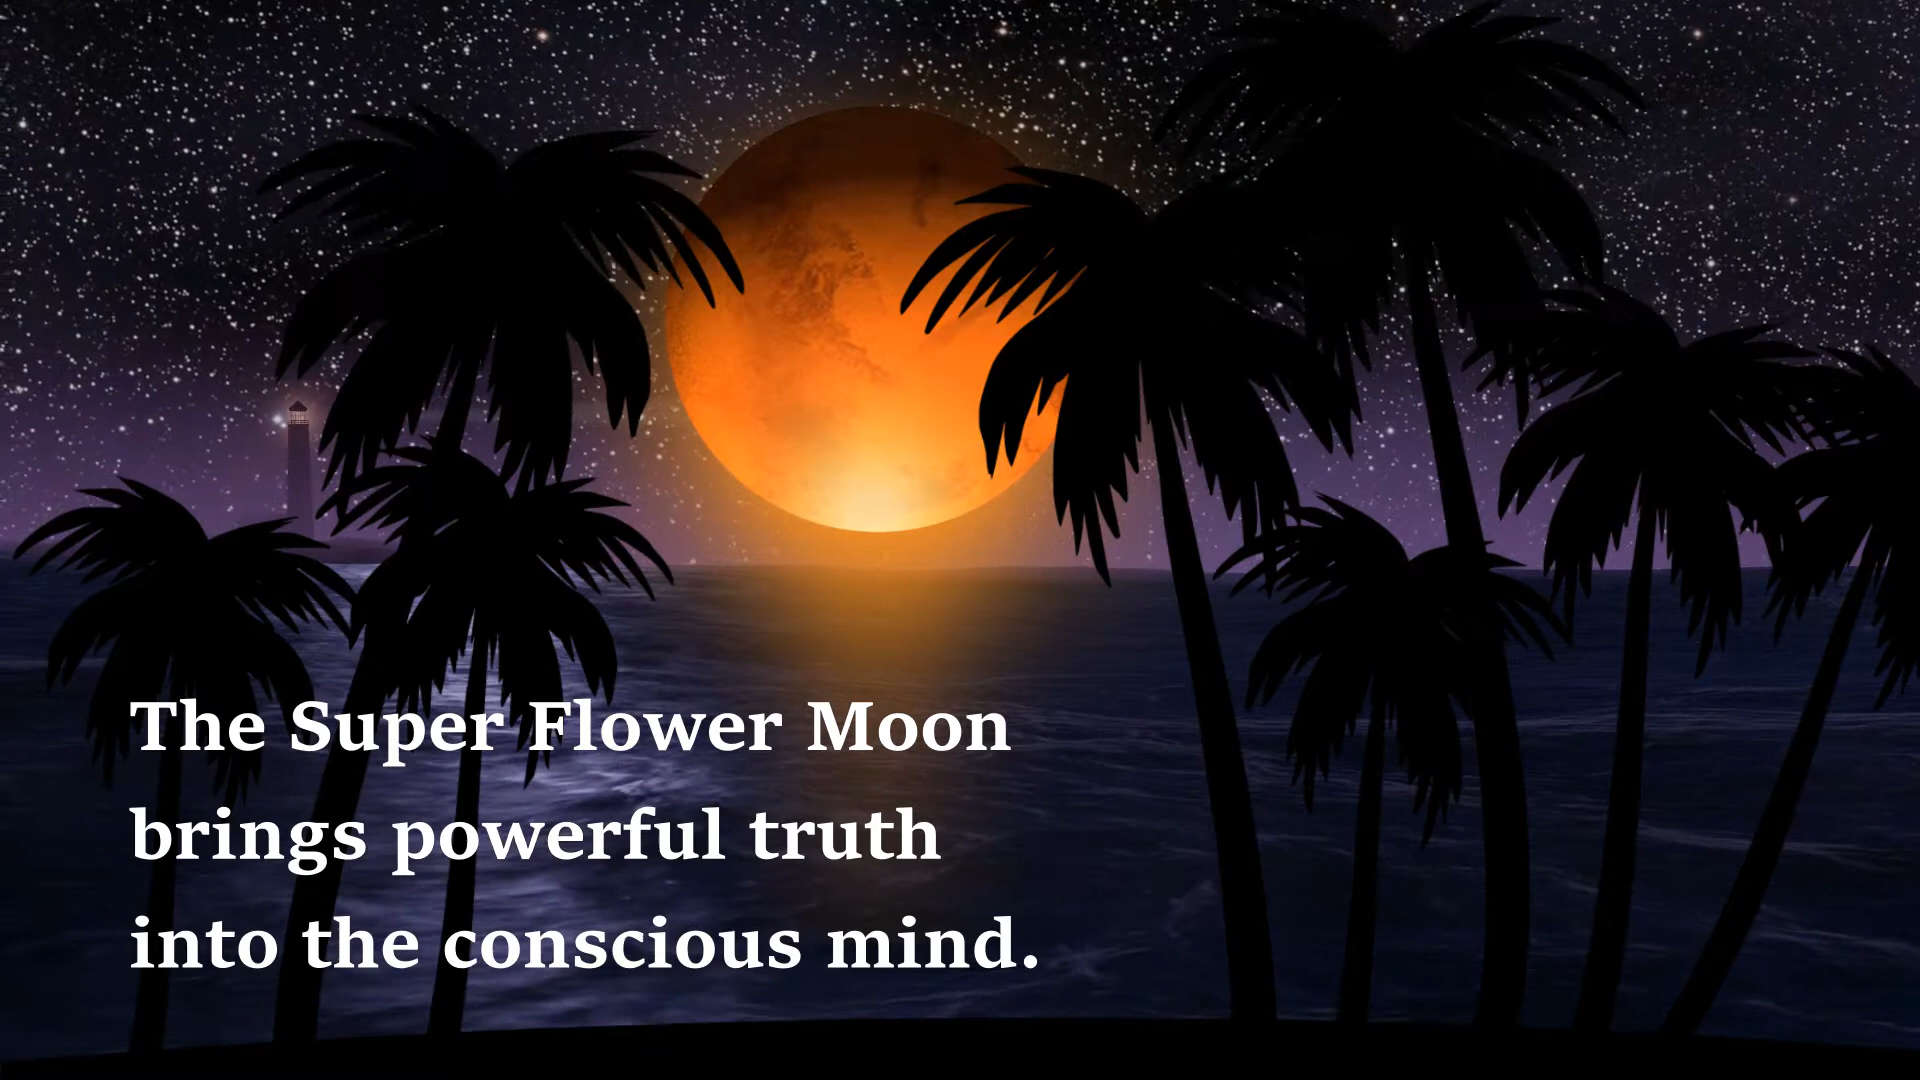 The Super Flower Moon
brings powerful truth
into the conscious mind.